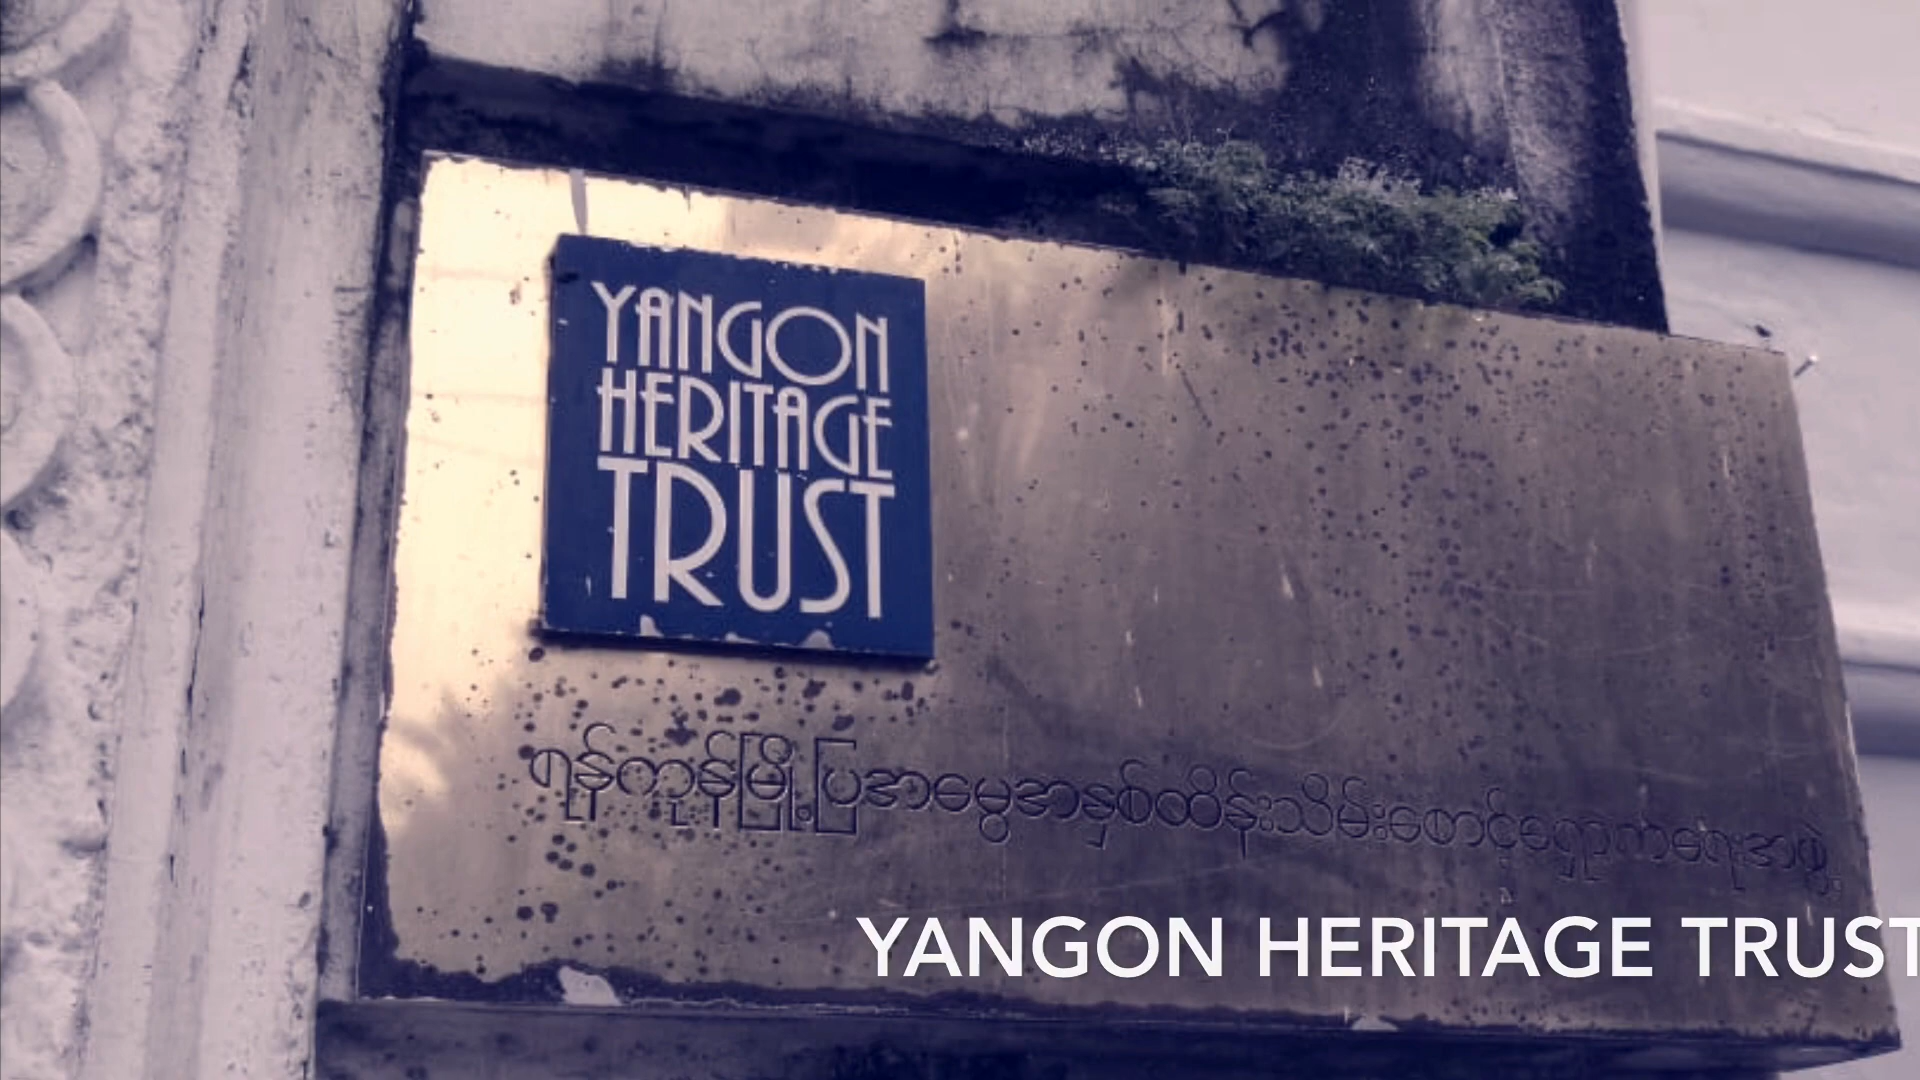 YANGON
HERITAGE
TRUST
ရန်ကုန်မြို့ပြအမွေအနှစ်ထိန်းသိမ်းစောင့်ရှောက်ရေးအဖွဲ့
YANGON HERITAGE TRUST